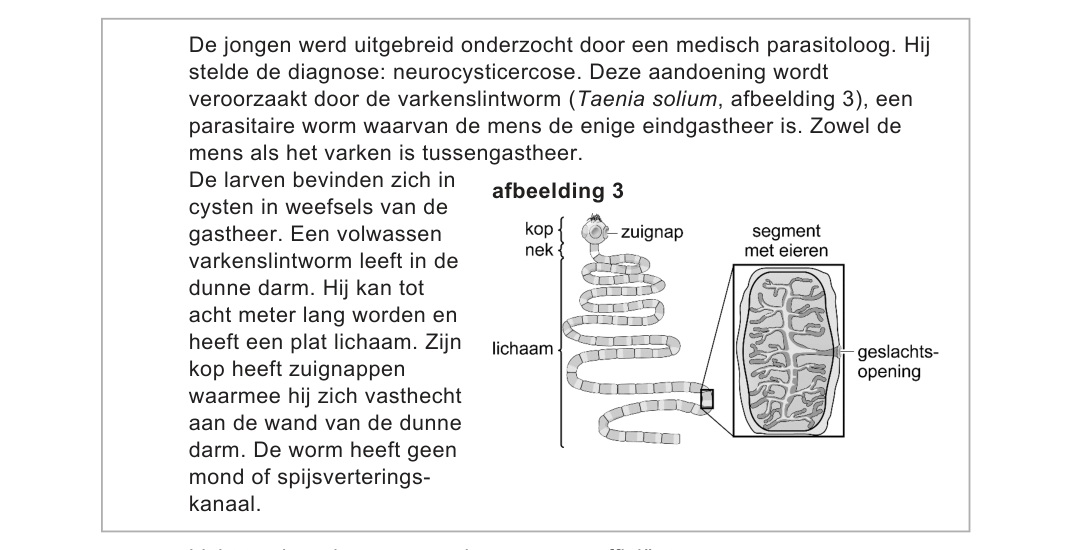 De jongen werd uitgebreid onderzocht door een medisch parasitoloog. Hij
stelde de diagnose: neurocysticercose. Deze aandoening wordt
veroorzaakt door de varkenslintworm (Taenia solium, afbeelding 3), een
parasitaire worm waarvan de mens de enige eindgastheer is. Zowel de
mens als het varken is tussengastheer.
De larven bevinden zich in
cysten in weefsels van de
gastheer. Een volwassen
varkenslintworm leeft in de
dunne darm. Hij kan tot
acht meter lang worden en
heeft een plat lichaam. Zijn
kop heeft zuignappen
waarmee hij zich vasthecht
aan de wand van de dunne
darm. De worm heeft geen
mond of spijsverterings-
kanaal.
afbeelding 3
kop
nek
zuignap
lichaam
segment
met eieren
geslachts-
opening